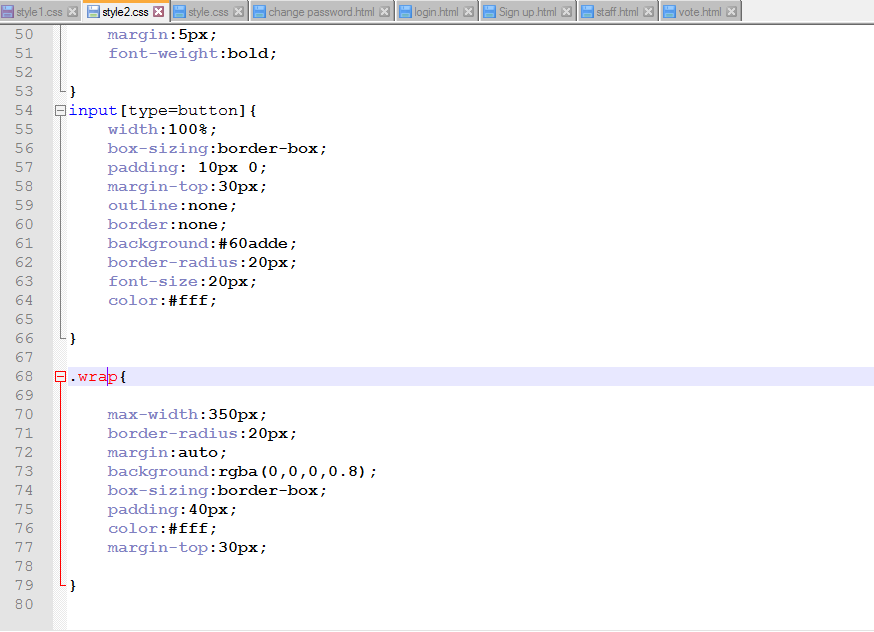 style1.css style2.css style.css change password.html login.html Sign up.html staff.html vote.html
50 margin:5px;
51 font-weight:bold;
52
53 }
54 input[type=button]{
55 width:100%;
56 box-sizing:border-box;
57 padding: 10px 0;
58 margin-top:30px;
59 outline:none;
60 border:none;
61 background:#60adde;
62 border-radius:20px;
63 font-size:20px;
64 color:#fff;
65
66 }
67
68 .wrap{
69
70 max-width:350px;
71 border-radius:20px;
72 margin:auto;
73 background:rgba(0,0,0,0.8);
74 box-sizing:border-box;
75 padding:40px;
76 color:#fff;
77 margin-top:30px;
78
79 }
80